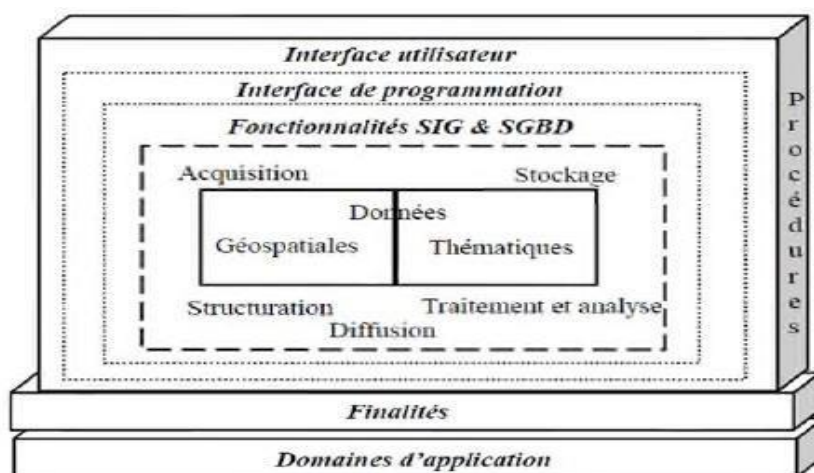 Interface utilisateur
Interface de programmation
Fonctionnalités SIG & SGBD
Acquisition
Stockage
Données
Géospatiales
Thématiques
Structuration
Traitement et analyse
Diffusion
Procédures
Finalités
Domaines d'application